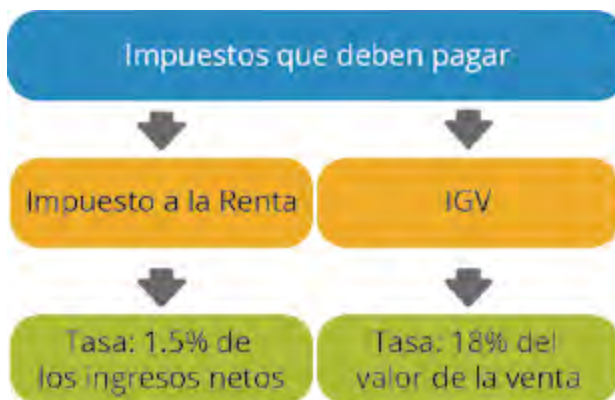 Impuestos que deben pagar
Impuesto a la Renta
IGV
Tasa: 1.5% de
los ingresos netos
Tasa: 18% del
valor de la venta